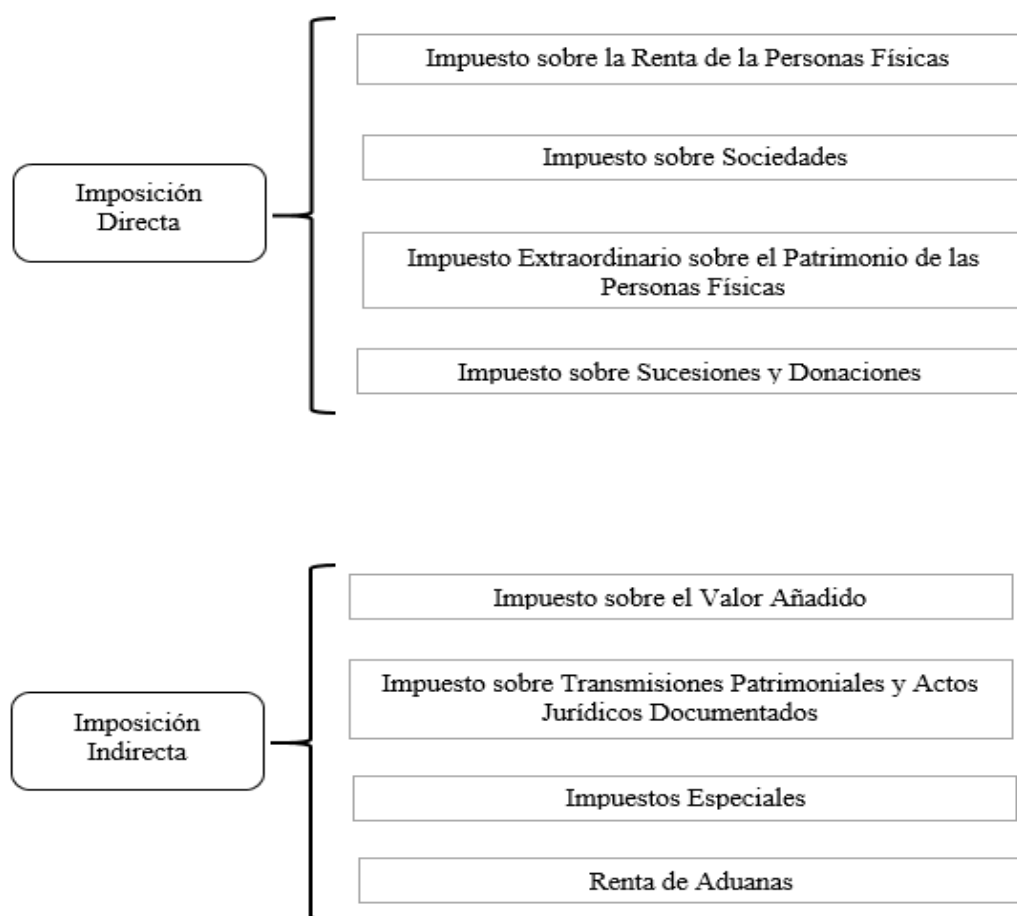 Imposición
Directa
Impuesto sobre la Renta de la Personas Físicas
Impuesto sobre Sociedades
Impuesto Extraordinario sobre el Patrimonio de las
Personas Físicas
Impuesto sobre Sucesiones y Donaciones
Imposición
Indirecta
Impuesto sobre el Valor Añadido
Impuesto sobre Transmisiones Patrimoniales y Actos
Jurídicos Documentados
Impuestos Especiales
Renta de Aduanas